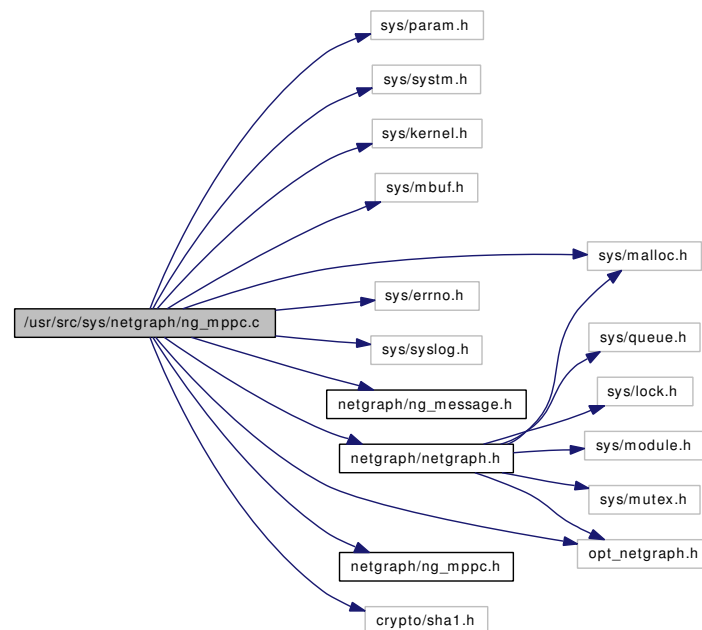 sys/param.h
sys/systm.h
sys/kernel.h
sys/mbuf.h
sys/malloc.h
sys/errno.h
/usr/src/sys/netgraph/ng_mppc.c
sys/queue.h
sys/syslog.h
sys/lock.h
netgraph/ng_message.h
sys/module.h
netgraph/netgraph.h
sys/mutex.h
opt_netgraph.h
netgraph/ng_mppc.h
crypto/sha1.h